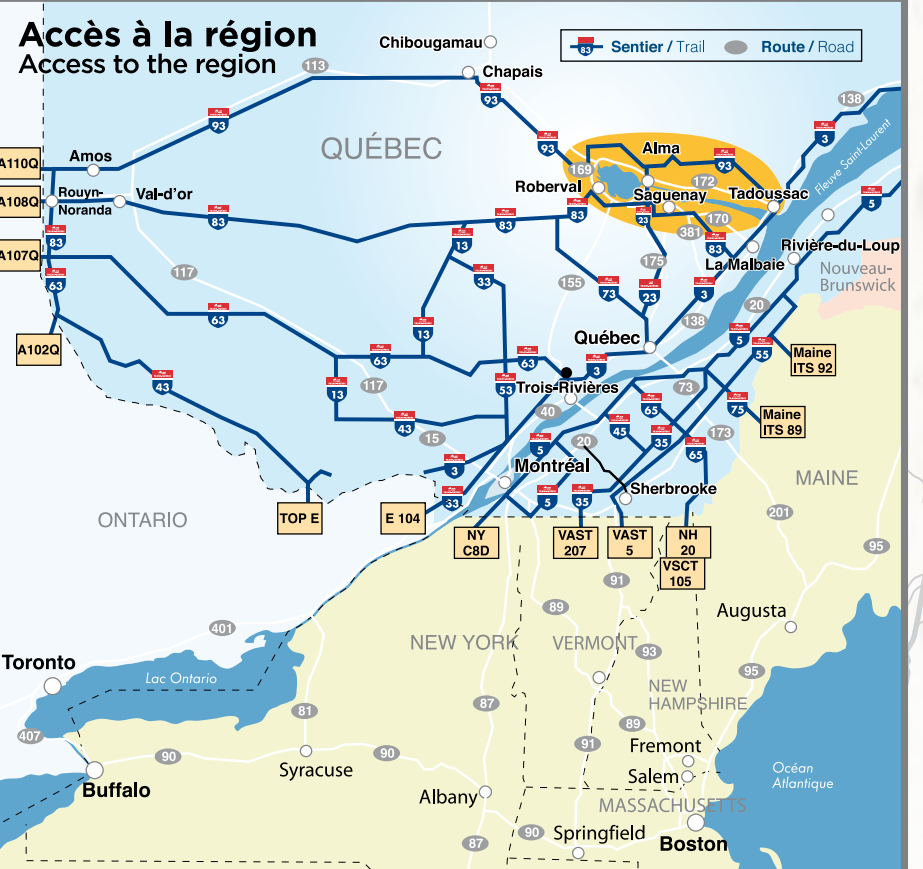 Accès à la région
Access to the region
Sentier / Trail
Route / Road
83
Chibougamau
113
Chapais
93
138
93
3
QUÉBEC
93
Alma
93
Fleuve Saint-Laurent
A110Q
Amos
169
172
Roberval
Saguenay
Tadoussac
A108Q
Rouyn-
Noranda
Val-d'or
83
83
83
23
170
381
83
5
83
13
La Malbaie
Rivière-du-Loup
A107Q
63
117
33
175
155
73
23
3
Nouveau-
Brunswick
20
63
13
138
Québec
5
55
A102Q
63
63
3
Maine
ITS 92
43
13
117
53
Trois-Rivières
73
40
65
75
Maine
ITS 89
43
15
45
35
173
20
5
65
3
Montréal
MAINE
33
5
35
Sherbrooke
ONTARIO
TOP E
E 104
NY
C8D
VAST
207
VAST
5
NH
20
VSCT
105
201
95
91
89
Augusta
401
NEW YORK
VERMONT
93
Toronto
Lac Ontario
95
NEW
HAMPSHIRE
87
81
89
407
90
90
91
Fremont
Syracuse
Salem
Océan
Atlantique
Buffalo
Albany
MASSACHUSETTS
90
Springfield
87
Boston